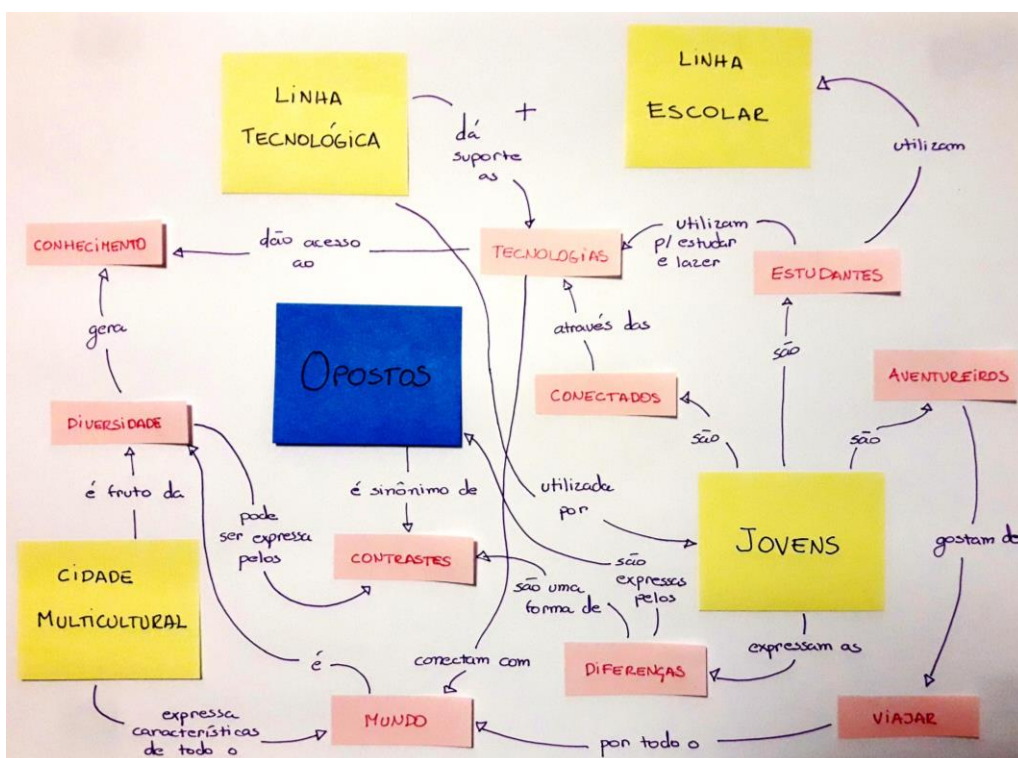 LINHA
TECNOLÓGICA
dá
suporte
as
+
LINHA
ESCOLAR
utilizam
CONHECIMENTO
dão acesso
ao
TECNOLOGIAS
utilizam
p/ estudar
e lazer
ESTUDANTES
gera
OPOSTOS
através das
são
AVENTUREIROS
CONECTADOS
DIVERSIDADE
são
são
é fruto da
é sinônimo de
utilizada
por
pode
ser expressa
pelos
JOVENS
gostam de
CONTRASTES
CIDADE
MULTICULTURAL
são uma
forma de
são
expressas
pelos
é
conectam com
DIFERENÇAS
expressam as
expressa
características
de todo o
MUNDO
por todo o
VIAJAR